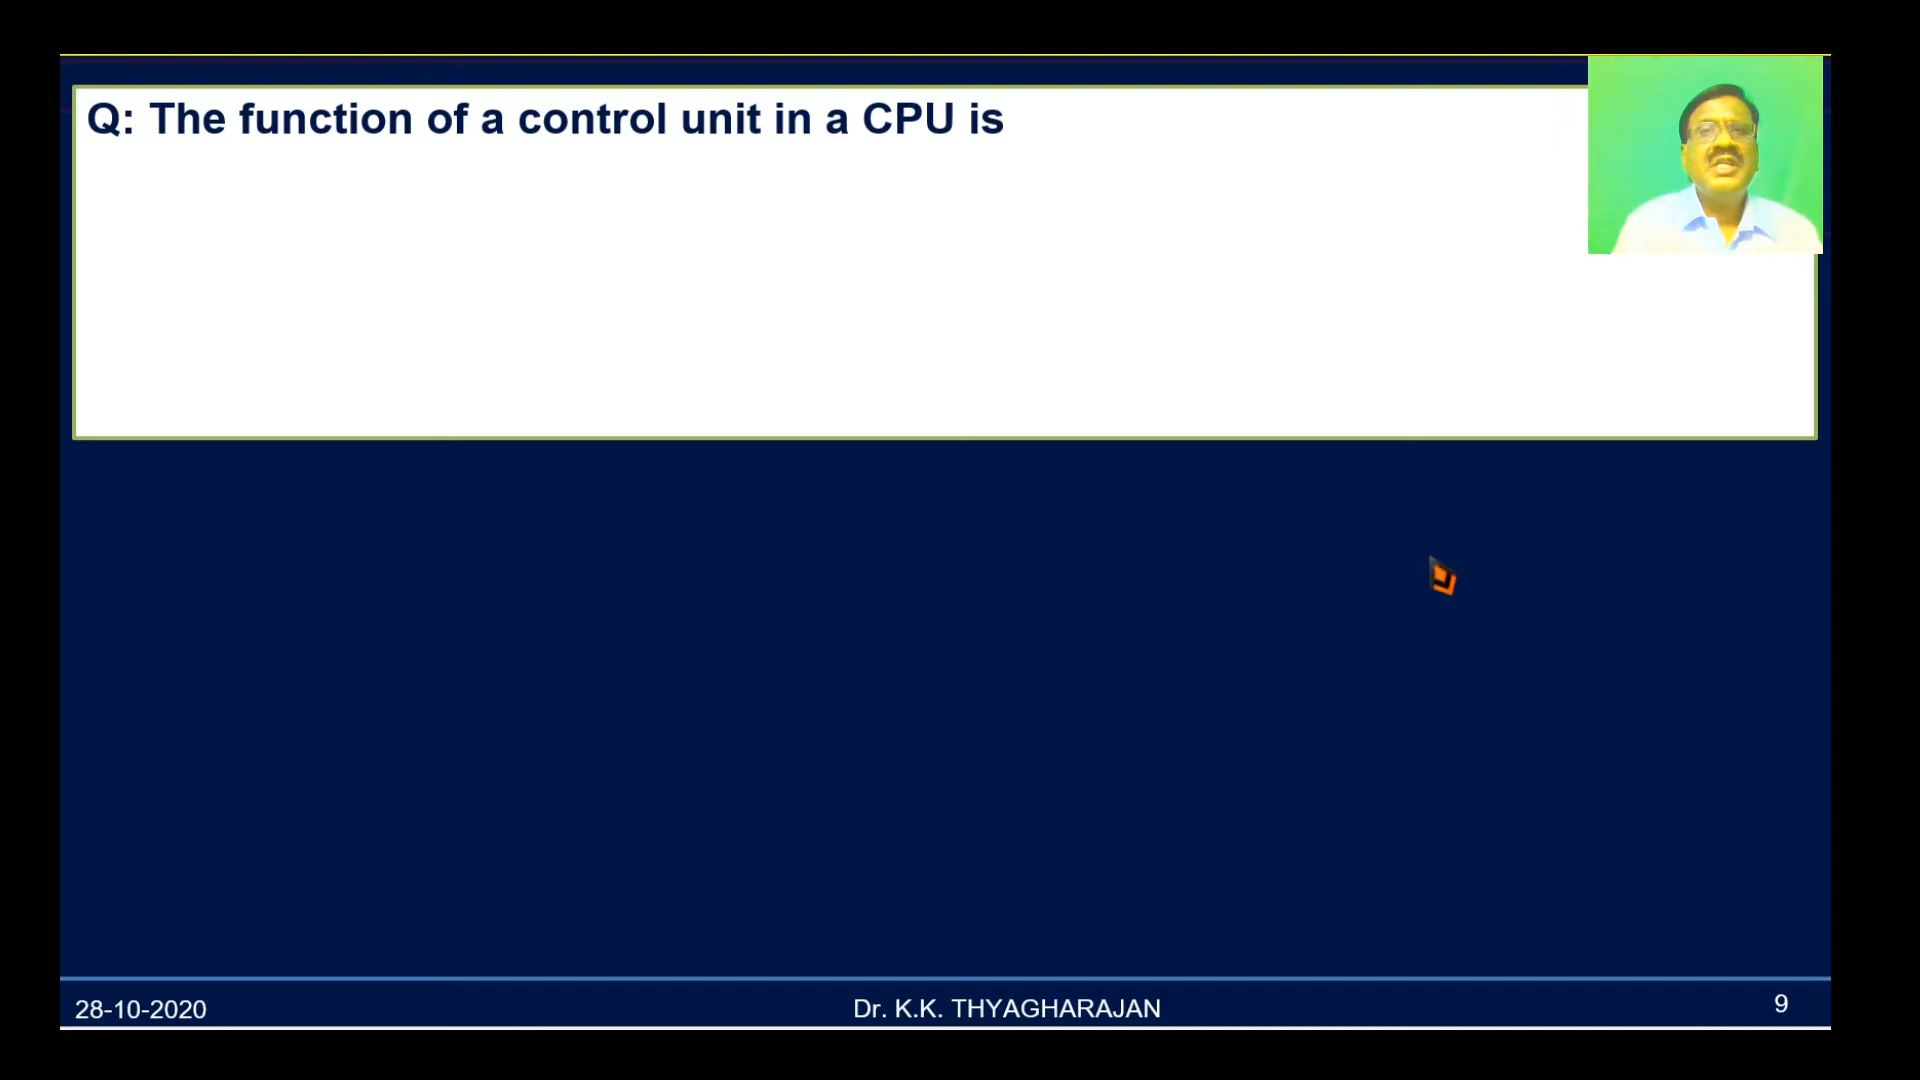 Q: The function of a control unit in a CPU is
28-10-2020
Dr. K.K. THYAGHARAJAN
9